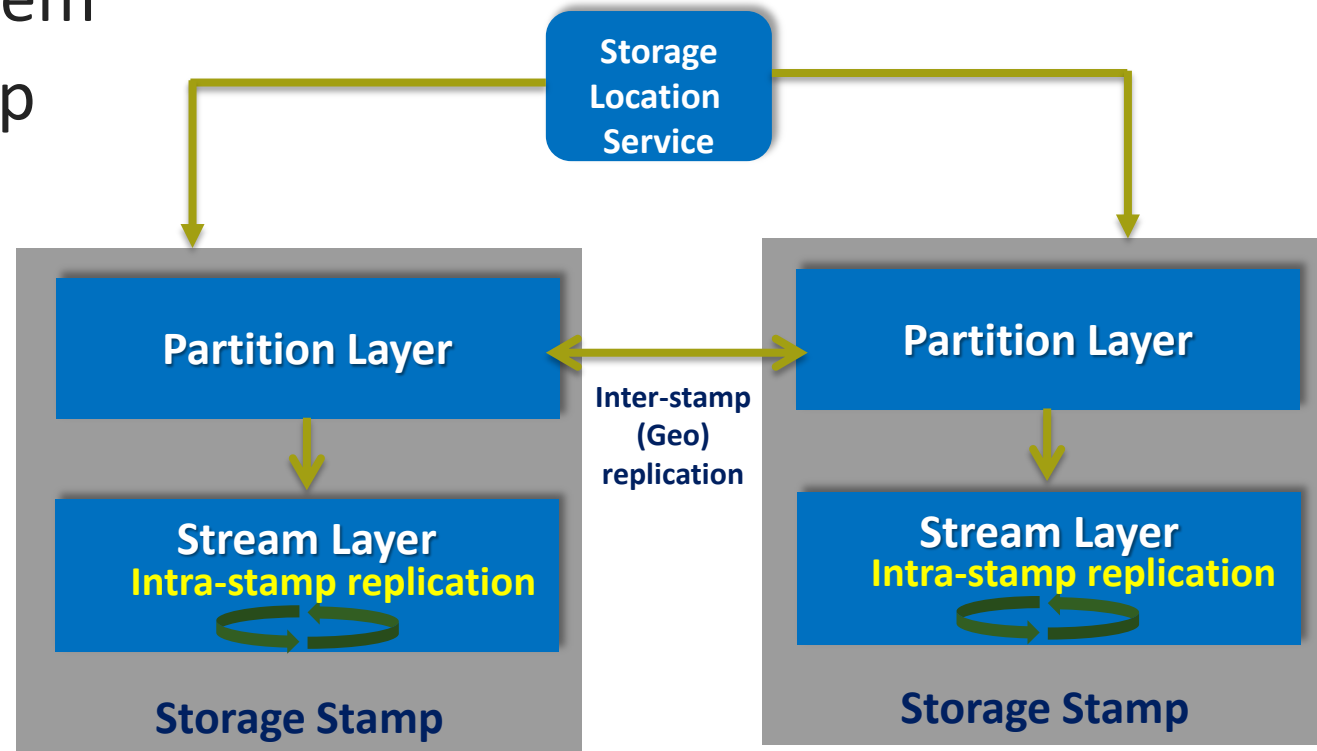 Storage
Location
Service
Partition Layer
Partition Layer
Inter-stamp
(Geo)
replication
Stream Layer
Intra-stamp replication
Stream Layer
Intra-stamp replication
Storage Stamp
Storage Stamp